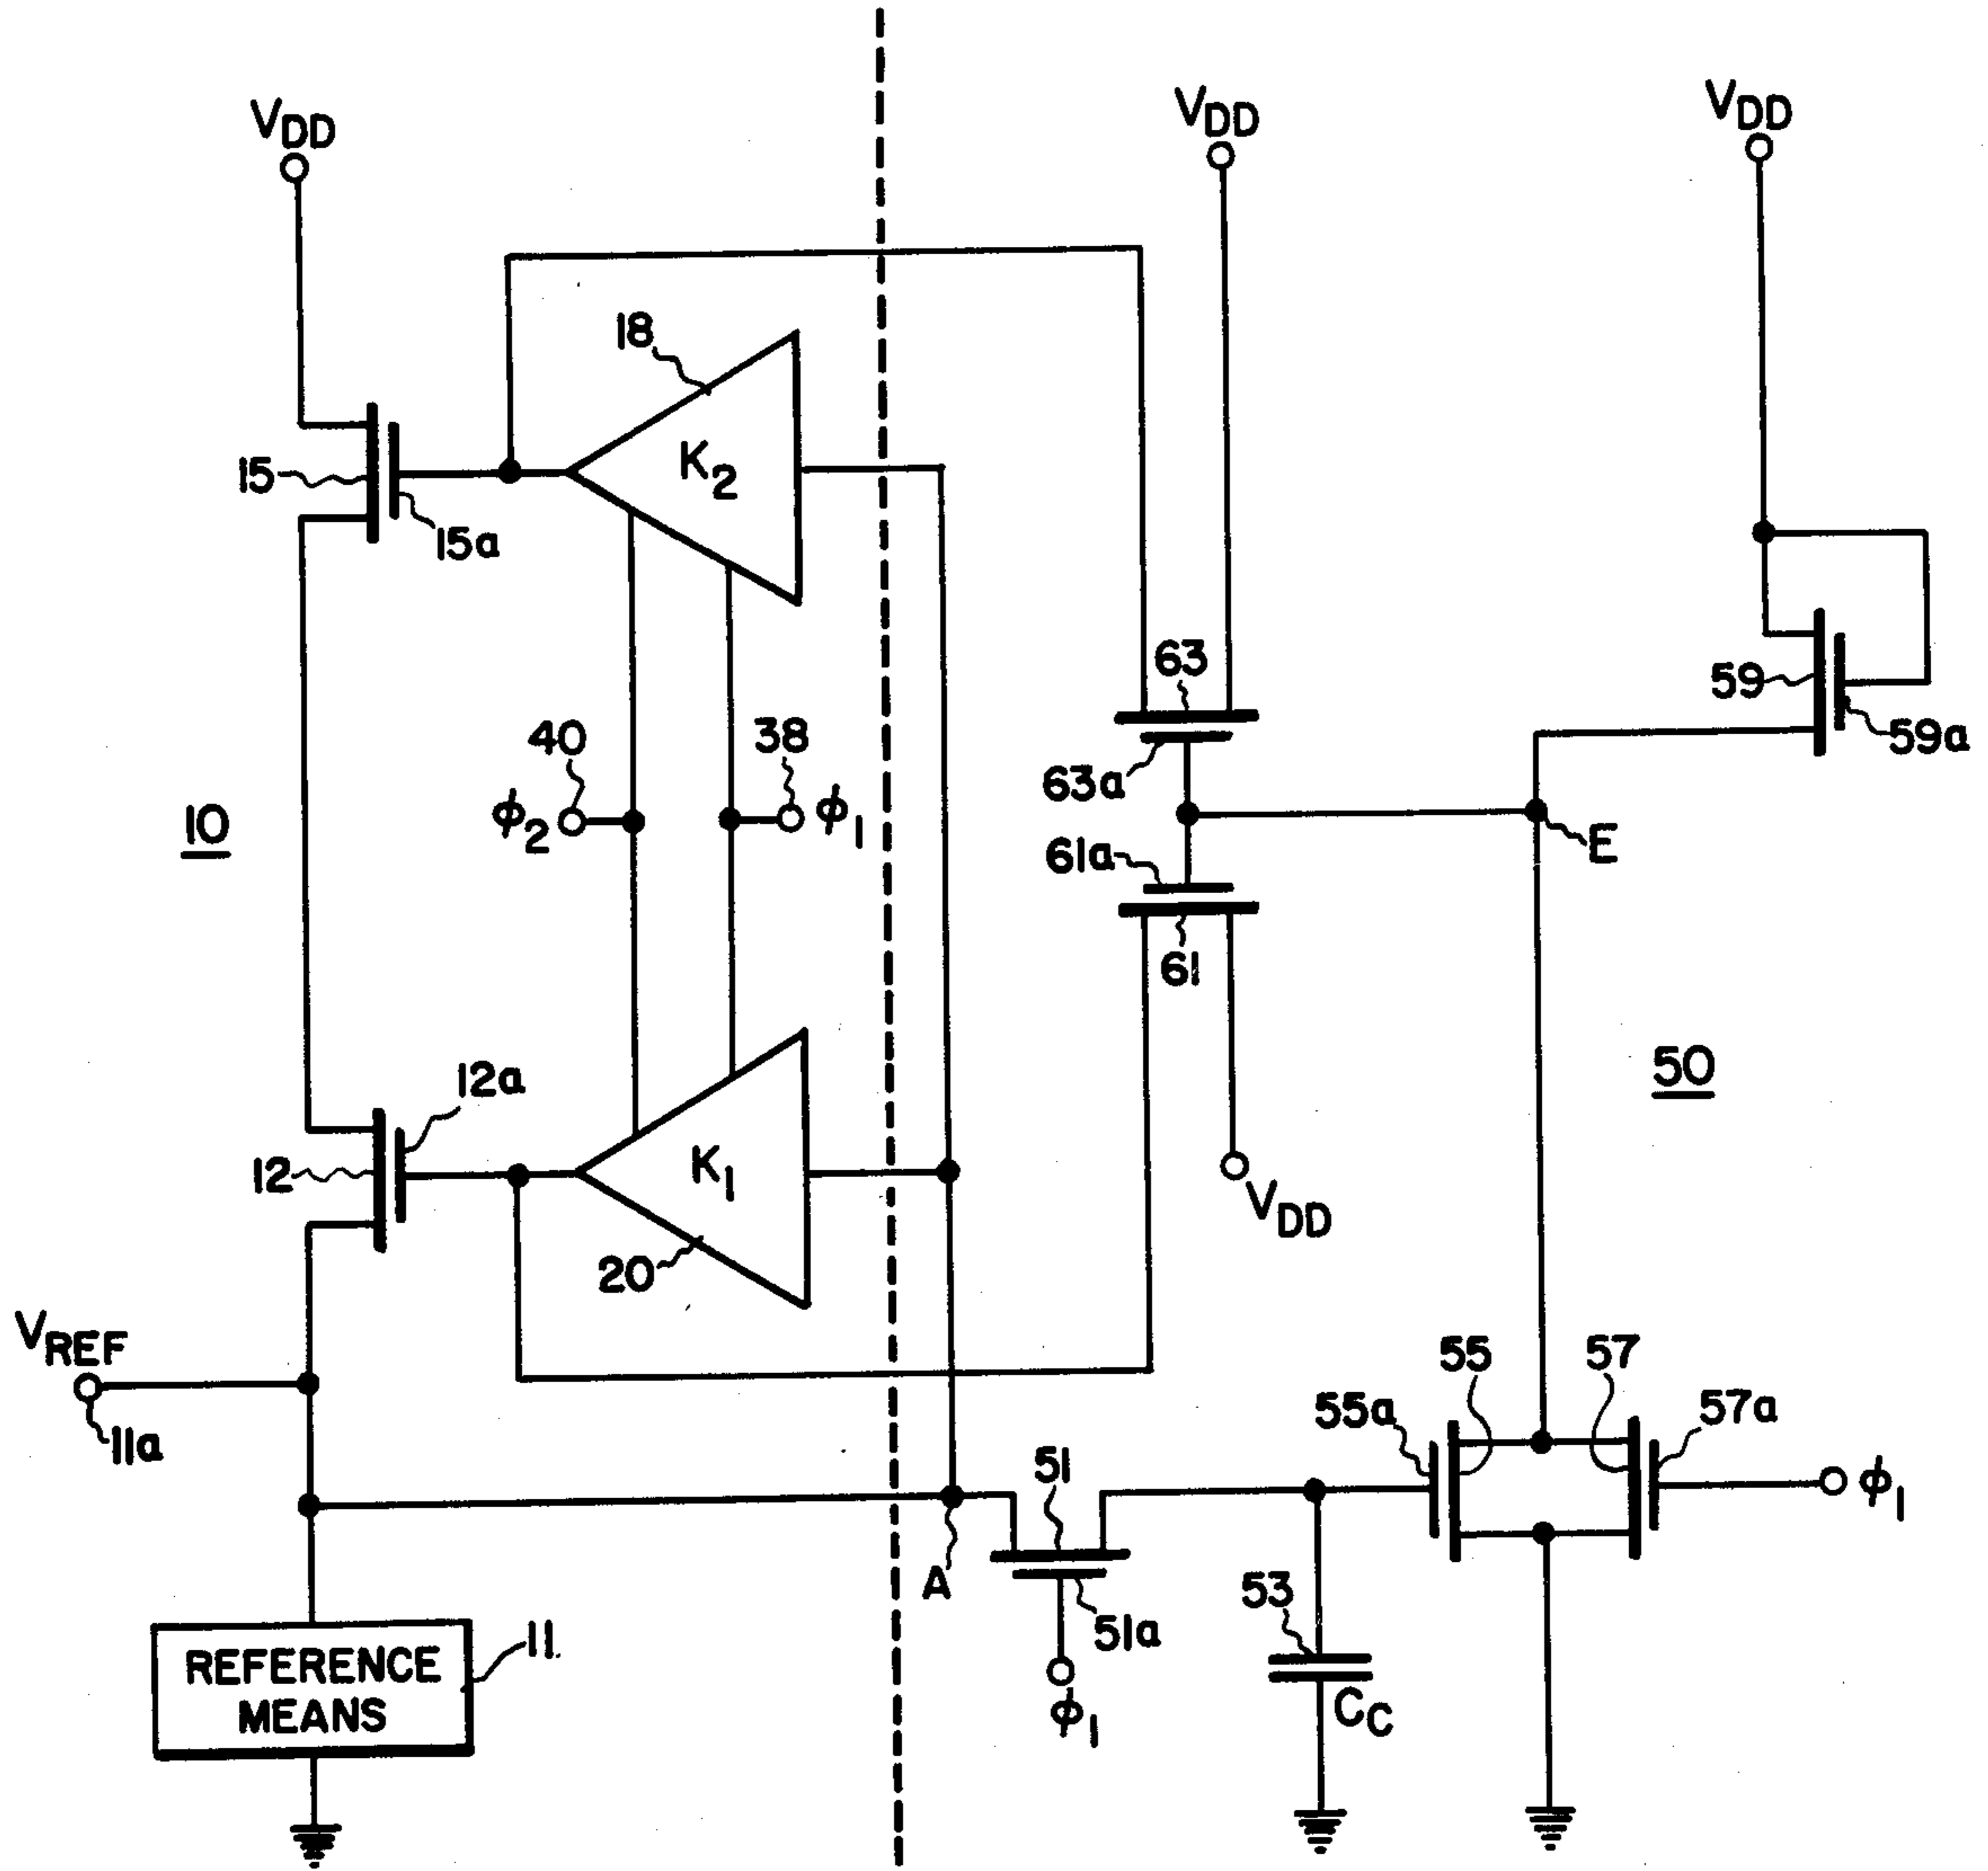 VDD
VDD
VDD
18
K2
15
15a
63
59
59a
40
38
63a
ϕ2
ϕ1
10
E
61a
61
50
12a
K1
12
VDD
20
VREF
55
57
55a
57a
11a
51
ϕ1
A
53
51a
11.
REFERENCE
MEANS
CC
ϕ1